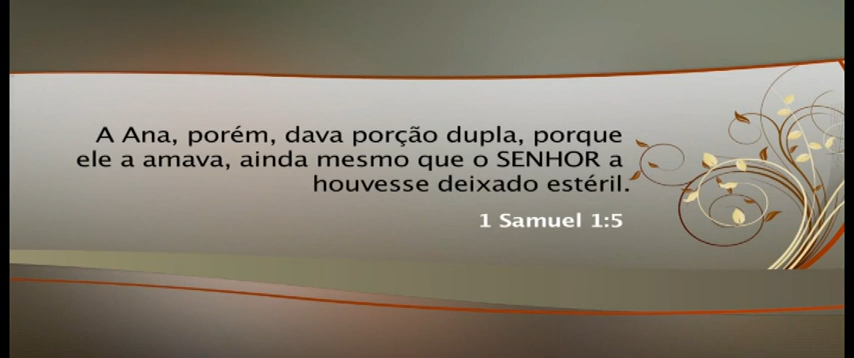 A Ana, porém, dava porção dupla, porque
ele a amava, ainda mesmo que o SENHOR a
houvesse deixado estéril.
1 Samuel 1:5